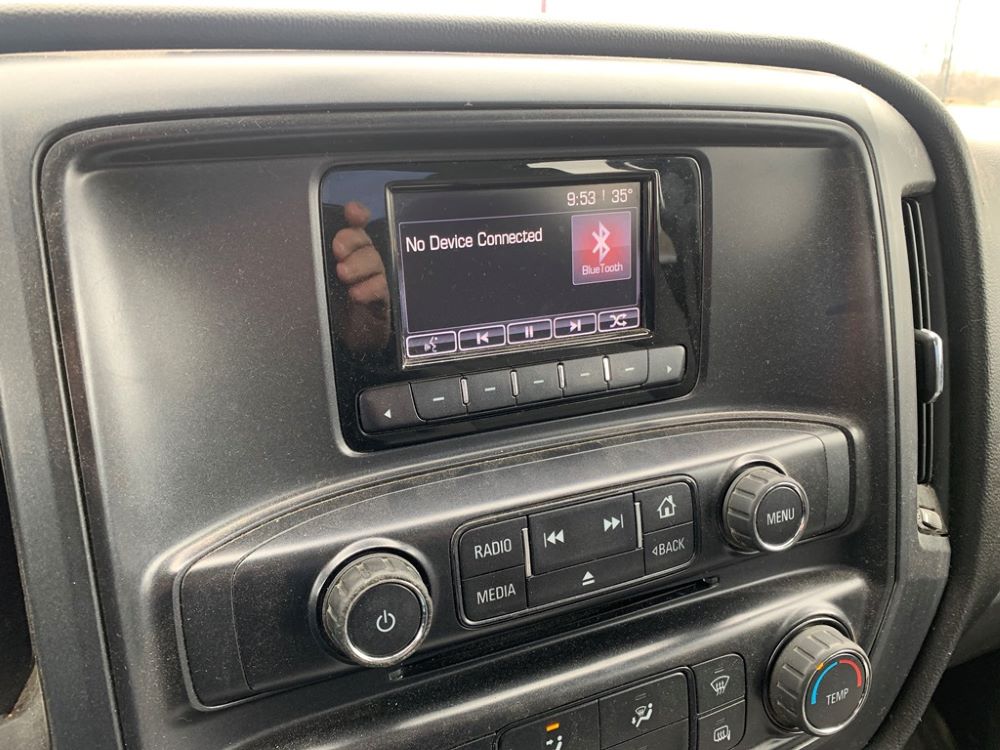 9:53 35°
No Device Connected
BlueTooth
RADIO
MEDIA
BACK
MENU
TEMP